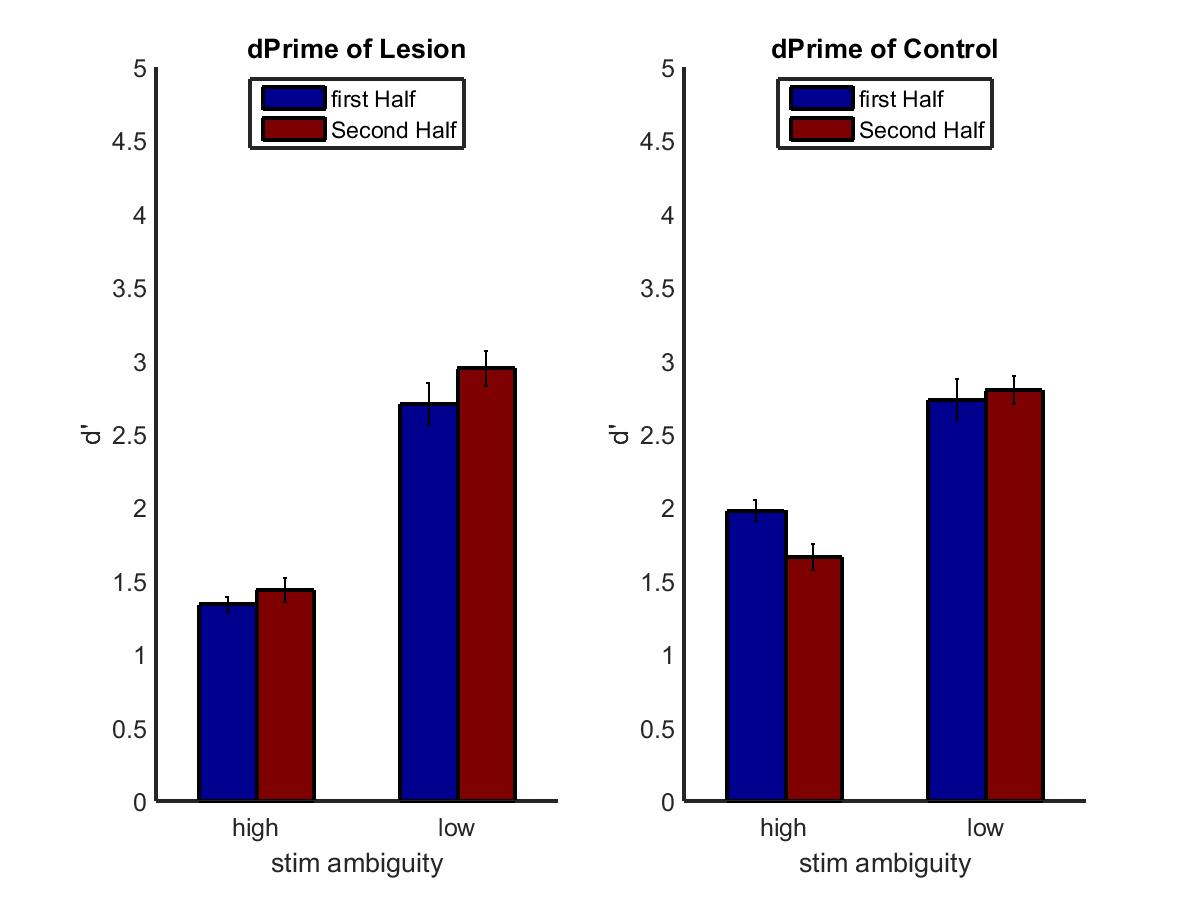 dPrime of Lesion
first Half
Second Half
5
4.5
4
3.5
3
2.5
2
1.5
1
0.5
0
d'
high low
stim ambiguity
dPrime of Control
first Half
Second Half
5
4.5
4
3.5
3
2.5
2
1.5
1
0.5
0
d'
high low
stim ambiguity